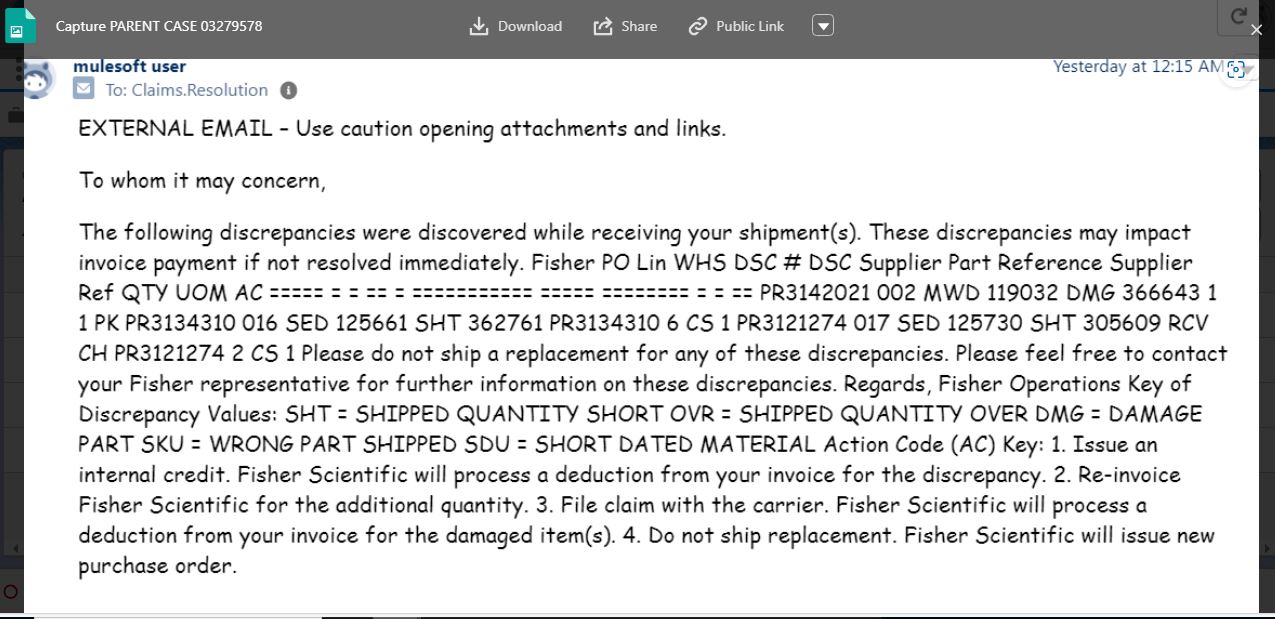 Capture PARENT CASE 03279578
Download
Share
Public Link
mulesoft user
Yesterday at 12:15 AM
To: Claims.Resolution
EXTERNAL EMAIL – Use caution opening attachments and links.
To whom it may concern,
The following discrepancies were discovered while receiving your shipment(s). These discrepancies may impact
invoice payment if not resolved immediately. Fisher PO Lin WHS DSC # DSC Supplier Part Reference Supplier
Ref QTY UOM AC ===== = = == = =========== ===== ======== = = == PR3142021 002 MWD 119032 DMG 366643 1
1 PK PR3134310 016 SED 125661 SHT 362761 PR3134310 6 CS 1 PR3121274 017 SED 125730 SHT 305609 RCV
CH PR3121274 2 CS 1 Please do not ship a replacement for any of these discrepancies. Please feel free to contact
your Fisher representative for further information on these discrepancies. Regards, Fisher Operations Key of
Discrepancy Values: SHT = SHIPPED QUANTITY SHORT OVR = SHIPPED QUANTITY OVER DMG = DAMAGE
PART SKU = WRONG PART SHIPPED SDU = SHORT DATED MATERIAL Action Code (AC) Key: 1. Issue an
internal credit. Fisher Scientific will process a deduction from your invoice for the discrepancy. 2. Re-invoice
Fisher Scientific for the additional quantity. 3. File claim with the carrier. Fisher Scientific will process a
deduction from your invoice for the damaged item(s). 4. Do not ship replacement. Fisher Scientific will issue new
purchase order.